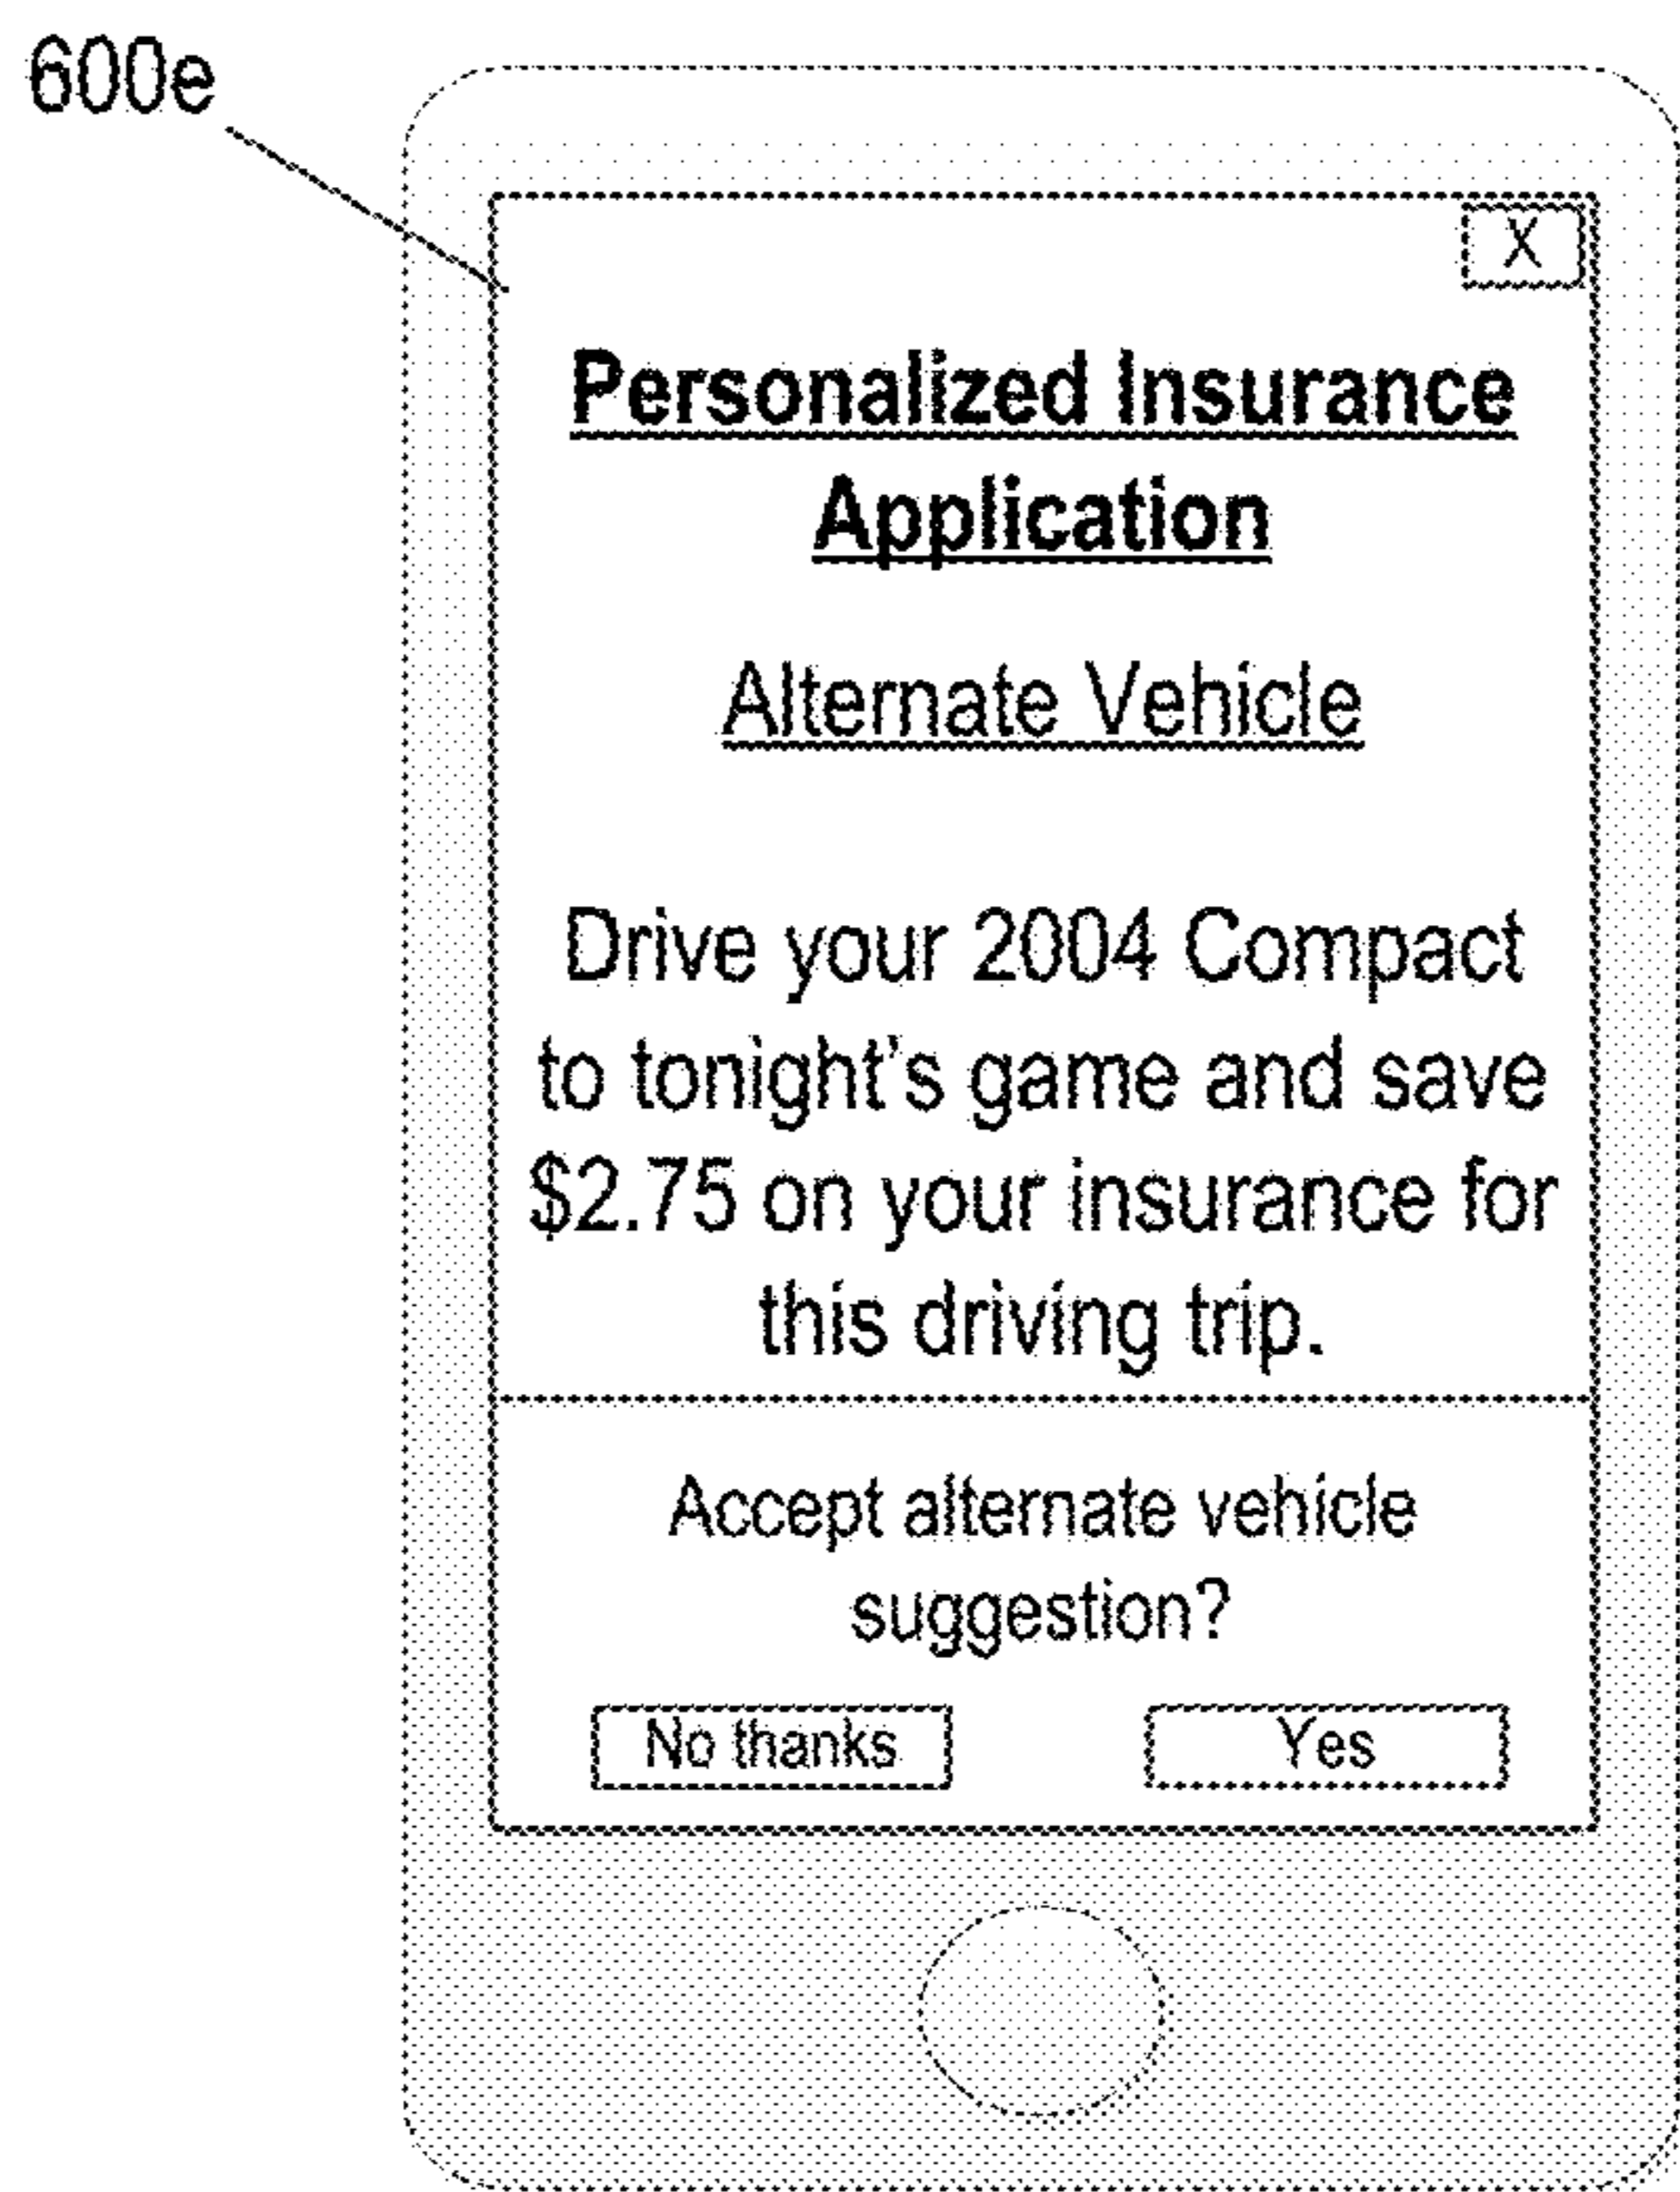 600e
X
Personalized Insurance
Application
Alternate Vehicle
Drive your 2004 Compact
to tonight's game and save
$2.75 on your insurance for
this driving trip.
Accept alternate vehicle
suggestion?
No thanks
Yes